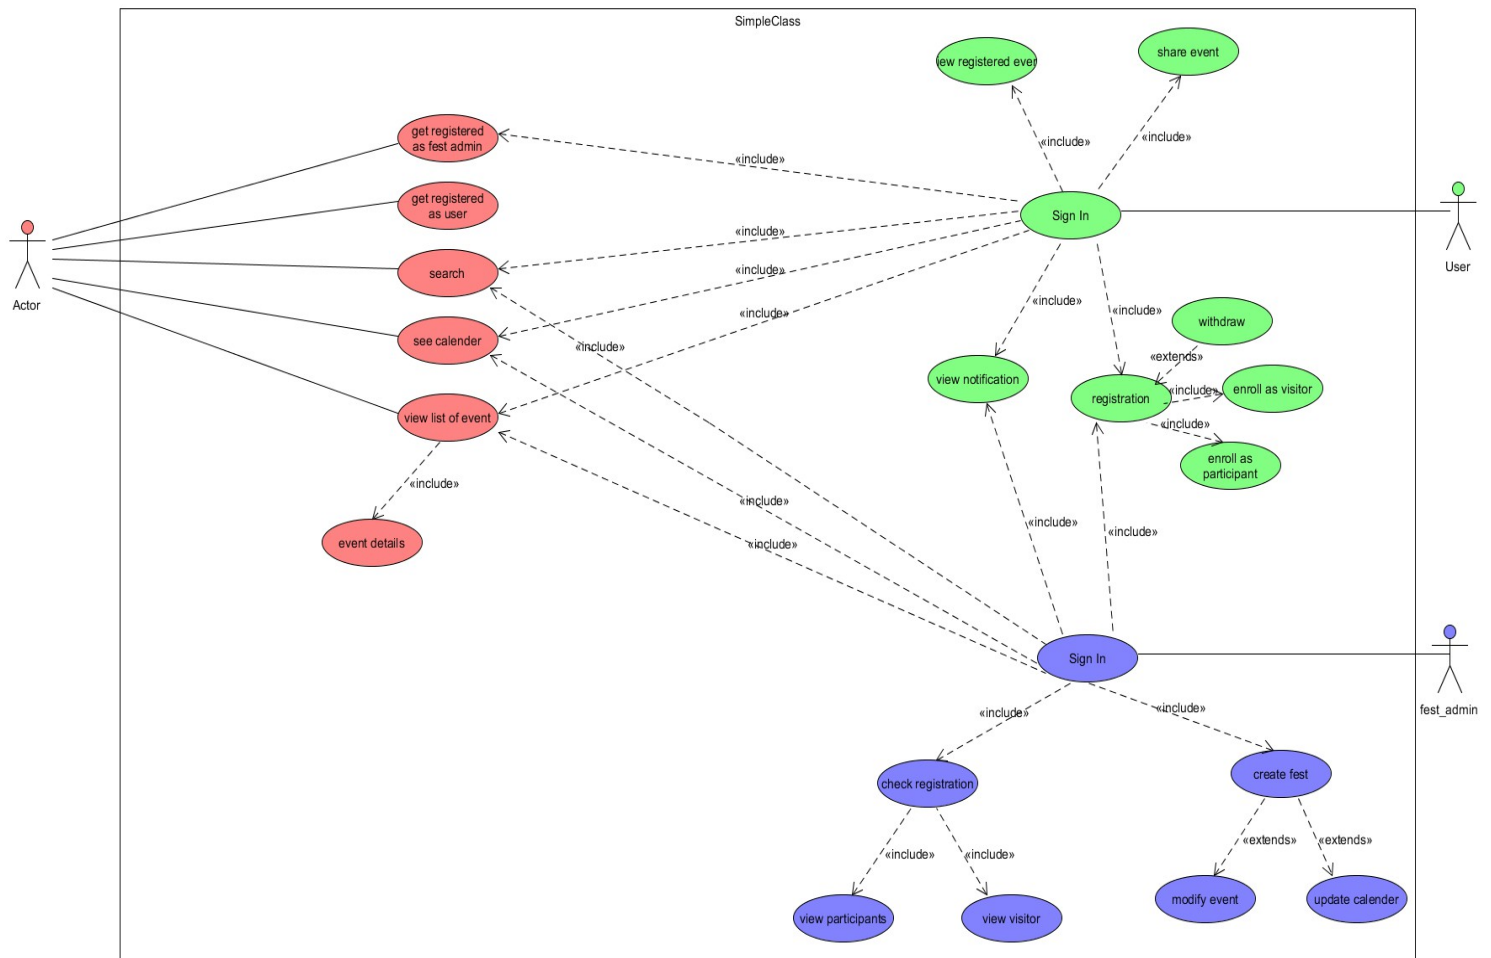 SimpleClass
ew registered ever
share event
get registered
as fest admin
«include»
«include»
«include»
get registered
as user
Sign In
«include»
search
«include»
User
Actor
«include»
«include»
«include»
withdraw
see calender
«include»
«extends»
view notification
registration
«include»
enroll as visitor
view list of event
«include»
enroll as
participant
«include»
«include»
«include»
«include»
«include»
event details
Sign In
fest_admin
«include»
«include»
check registration
create fest
«include»
«include»
«extends»
«extends»
view participants
view visitor
modify event
update calender